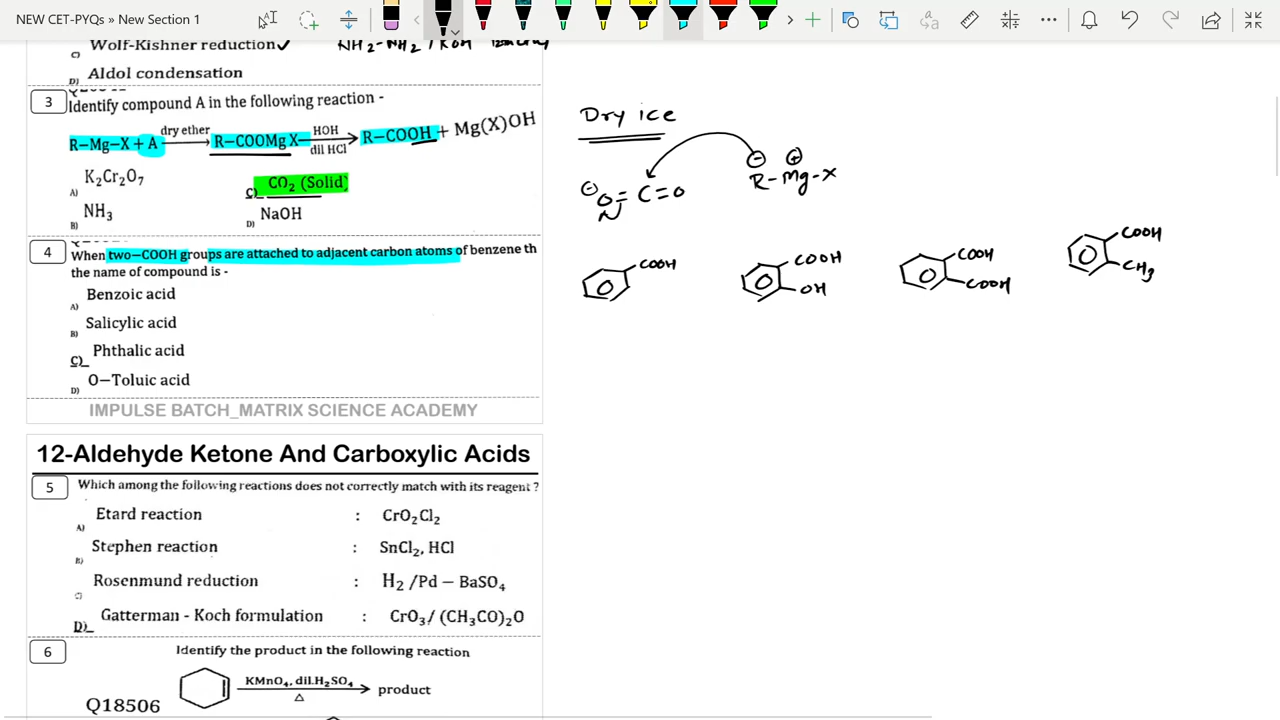 NEW CET-PYQs » New Section 1
C) Wolf-Kishner reduction✓
NH₂-NH₂ / KOH
D) Aldol condensation
3
Identify compound A in the following reaction -
R−Mg−X + A dry ether → R−COOMg X HOH dil HCl → R−COOH + Mg(X)OH
A) K₂Cr₂O₇
C) CO₂ (Solid)
B) NH₃
D) NaOH
4
When two−COOH groups are attached to adjacent carbon atoms of benzene th
the name of compound is -
A) Benzoic acid
B) Salicylic acid
C) Phthalic acid
D) O−Toluic acid
IMPULSE BATCH_MATRIX SCIENCE ACADEMY
Dry ice
⊖ ⊕
R-Mg-X
⊖O=C=O
COOH
COOH
OH
COOH
COOH
COOH
CH₃
12-Aldehyde Ketone And Carboxylic Acids
5
Which among the following reactions does not correctly match with its reagent ?
A) Etard reaction : CrO₂Cl₂
B) Stephen reaction : SnCl₂, HCl
C) Rosenmund reduction : H₂ /Pd − BaSO₄
D) Gatterman - Koch formulation : CrO₃/ (CH₃CO)₂O
6
Identify the product in the following reaction
KMnO₄, dil.H₂SO₄ → product
Δ
Q18506